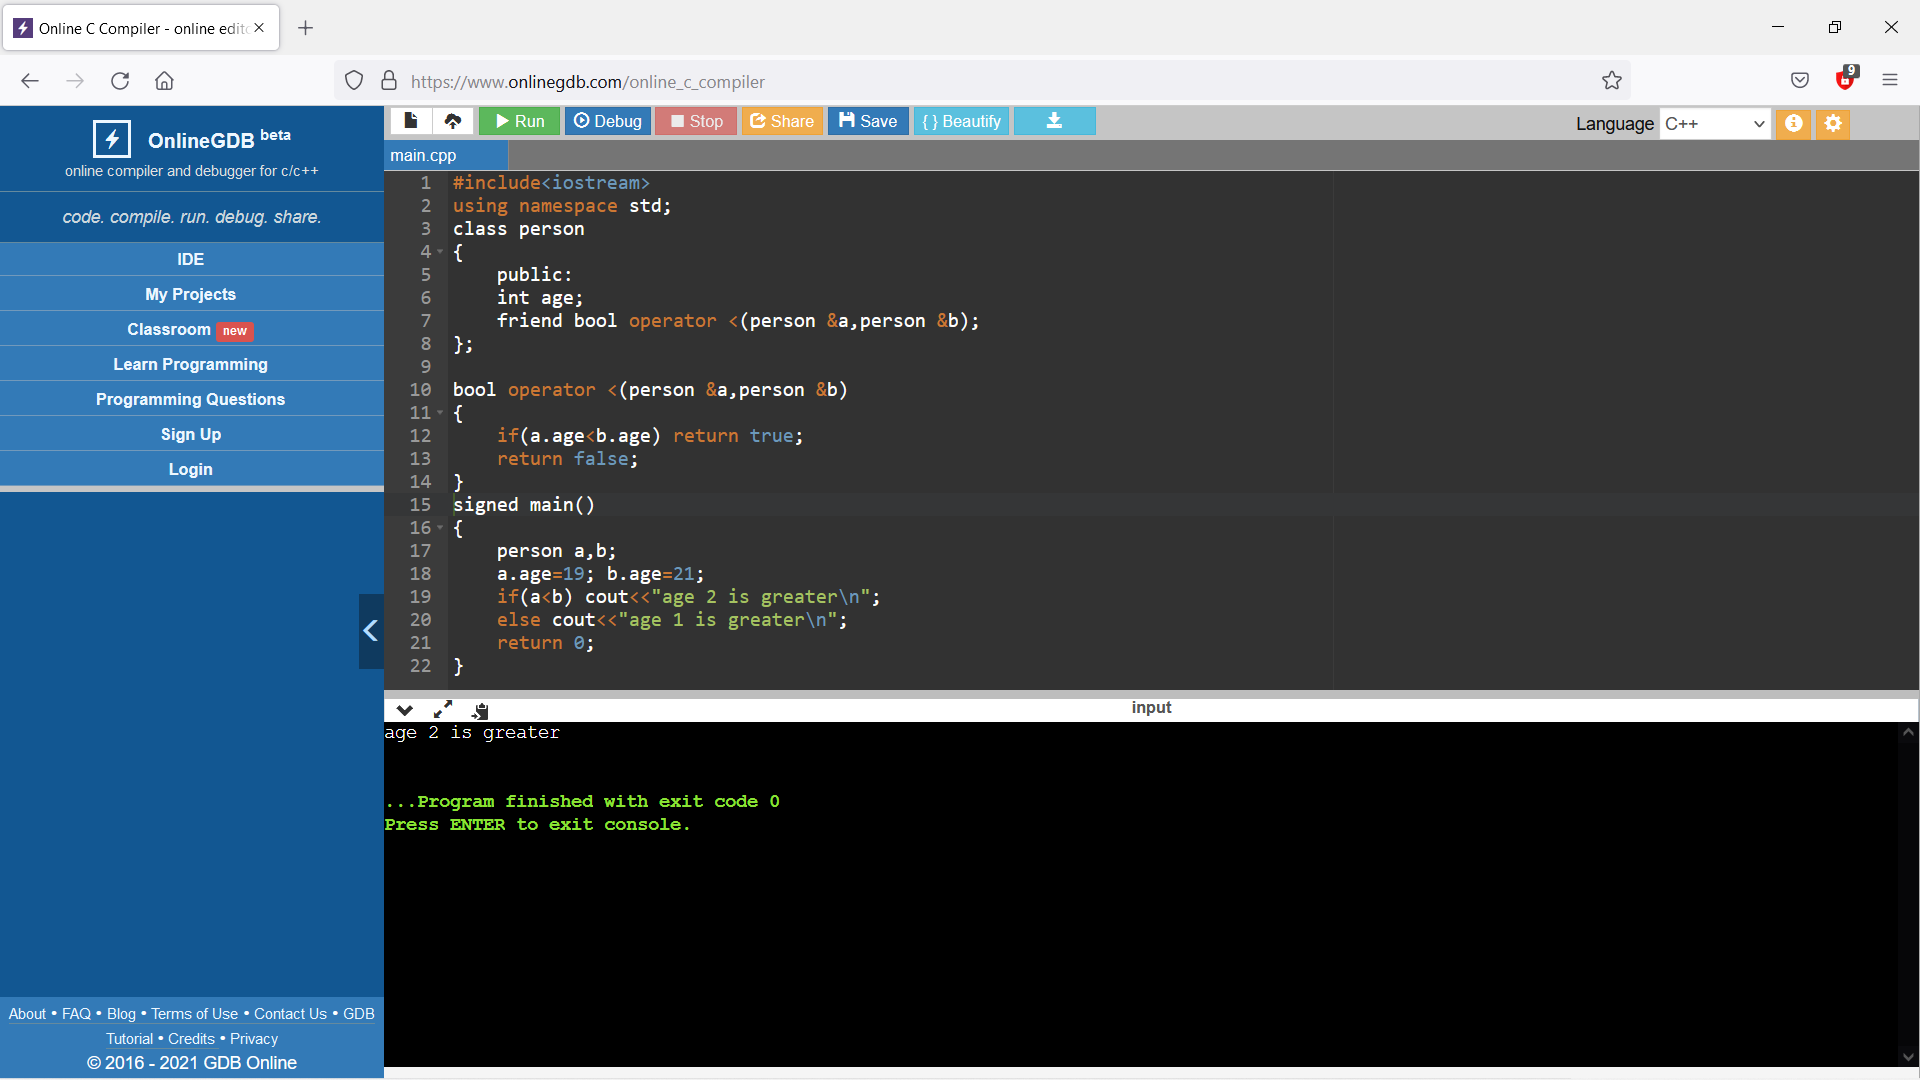 Online C Compiler - online edito
https://www.onlinegdb.com/online_c_compiler
9
OnlineGDB beta
online compiler and debugger for c/c++
code. compile. run. debug. share.
IDE
My Projects
Classroom new
Learn Programming
Programming Questions
Sign Up
Login
About • FAQ • Blog • Terms of Use • Contact Us • GDB
Tutorial • Credits • Privacy
© 2016 - 2021 GDB Online
Run Debug Stop Share Save { } Beautify
Language C++
main.cpp
1 #include<iostream>
2 using namespace std;
3 class person
4 {
5     public:
6     int age;
7     friend bool operator <(person &a,person &b);
8 };
9
10 bool operator <(person &a,person &b)
11 {
12     if(a.age<b.age) return true;
13     return false;
14 }
15 signed main()
16 {
17     person a,b;
18     a.age=19; b.age=21;
19     if(a<b) cout<<"age 2 is greater\n";
20     else cout<<"age 1 is greater\n";
21     return 0;
22 }
input
age 2 is greater
...Program finished with exit code 0
Press ENTER to exit console.